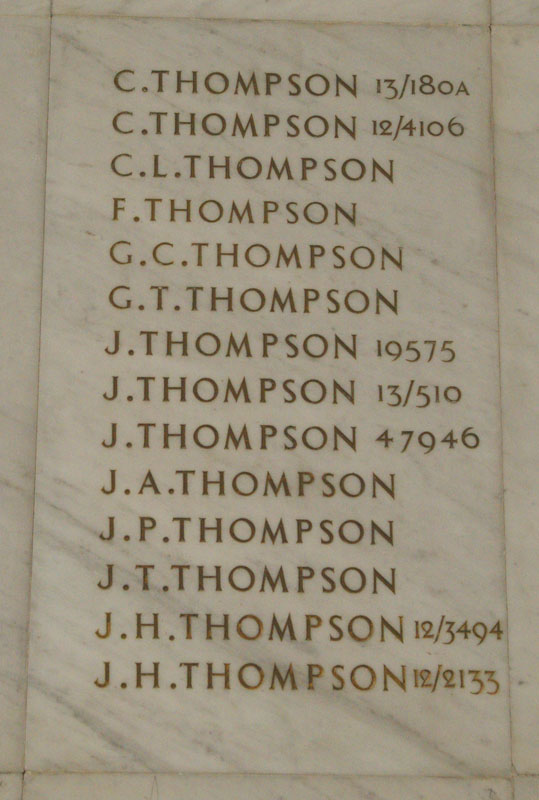 C.THOMPSON 13/180A
C.THOMPSON 12/4106
C.L.THOMPSON
F.THOMPSON
G.C.THOMPSON
G.T.THOMPSON
J.THOMPSON 19575
J.THOMPSON 13/510
J.THOMPSON 47946
J.A.THOMPSON
J.P.THOMPSON
J.T.THOMPSON
J.H.THOMPSON 12/3494
J.H.THOMPSON 12/2133